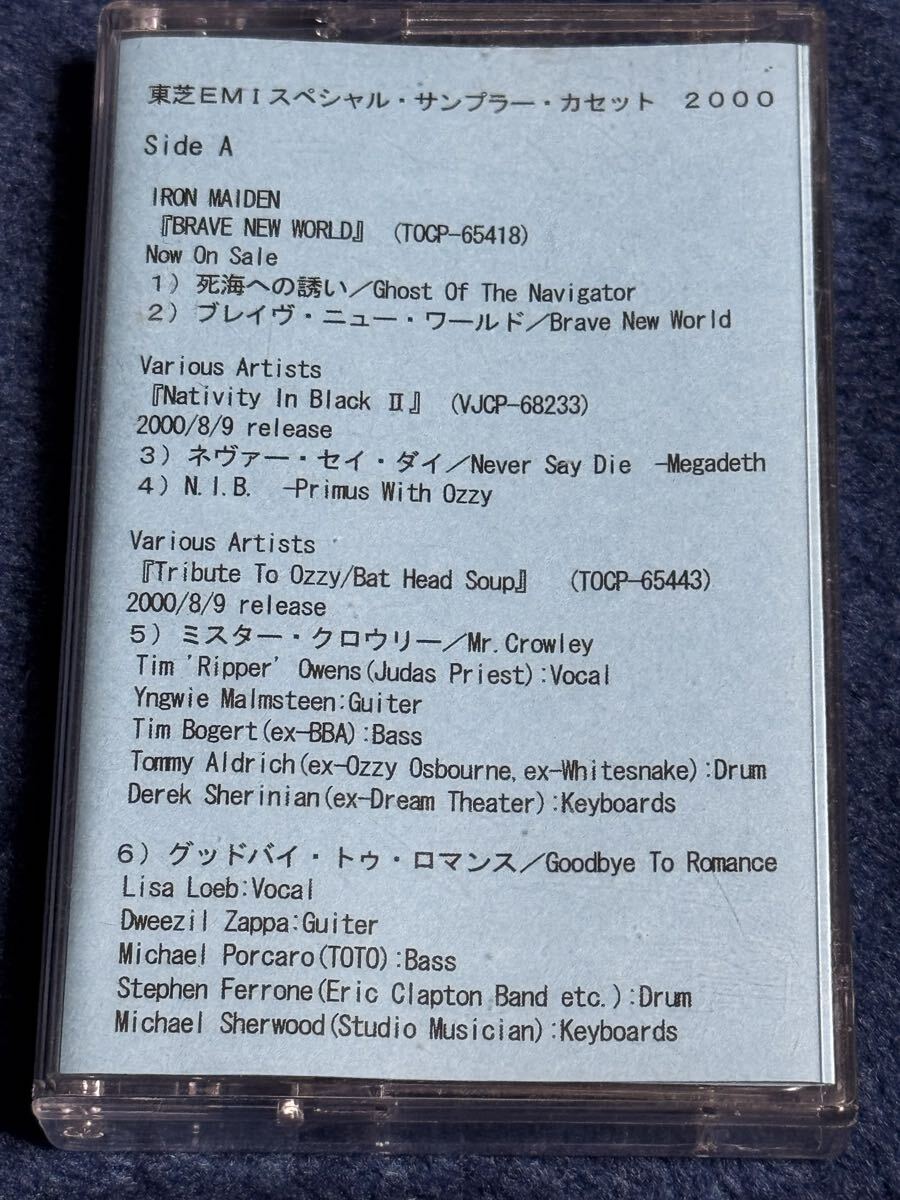 東芝EMIスペシャル・サンプラー・カセット 2000
Side A
IRON MAIDEN
『BRAVE NEW WORLD』 (TOCP-65418)
Now On Sale
1) 死海への誘い/Ghost Of The Navigator
2) ブレイヴ・ニュー・ワールド/Brave New World
Various Artists
『Nativity In Black Ⅱ』 (VJCP-68233)
2000/8/9 release
3) ネヴァー・セイ・ダイ/Never Say Die -Megadeth
4) N.I.B. -Primus With Ozzy
Various Artists
『Tribute To Ozzy/Bat Head Soup』 (TOCP-65443)
2000/8/9 release
5) ミスター・クロウリー/Mr.Crowley
Tim 'Ripper' Owens(Judas Priest):Vocal
Yngwie Malmsteen:Guiter
Tim Bogert(ex-BBA):Bass
Tommy Aldrich(ex-Ozzy Osbourne,ex-Whitesnake):Drum
Derek Sherinian(ex-Dream Theater):Keyboards
6) グッドバイ・トゥ・ロマンス/Goodbye To Romance
Lisa Loeb:Vocal
Dweezil Zappa:Guiter
Michael Porcaro(TOTO):Bass
Stephen Ferrone(Eric Clapton Band etc.):Drum
Michael Sherwood(Studio Musician):Keyboards